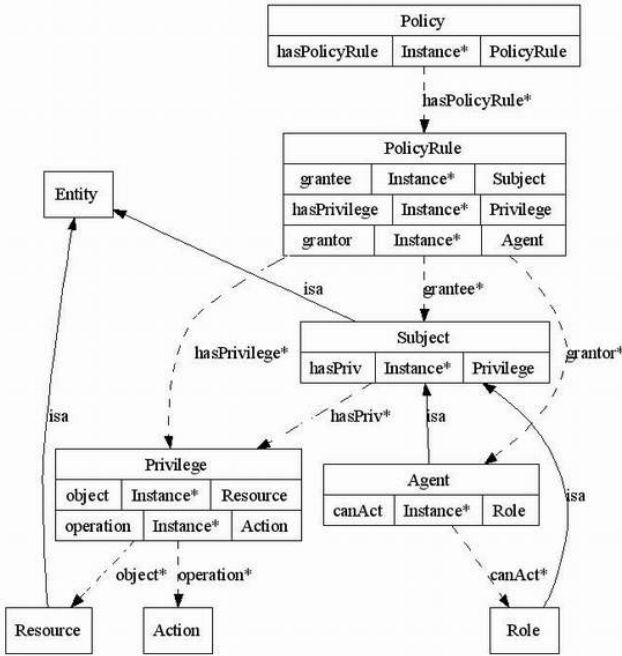 Policy
hasPolicyRule Instance* PolicyRule
hasPolicyRule*
PolicyRule
grantee Instance* Subject
hasPrivilege Instance* Privilege
grantor Instance* Agent
Entity
isa
grantee*
Subject
hasPriv Instance* Privilege
hasPrivilege*
grantor*
hasPriv*
isa
isa
isa
Privilege
object Instance* Resource
operation Instance* Action
Agent
canAct Instance* Role
object*
operation*
canAct*
Resource
Action
Role